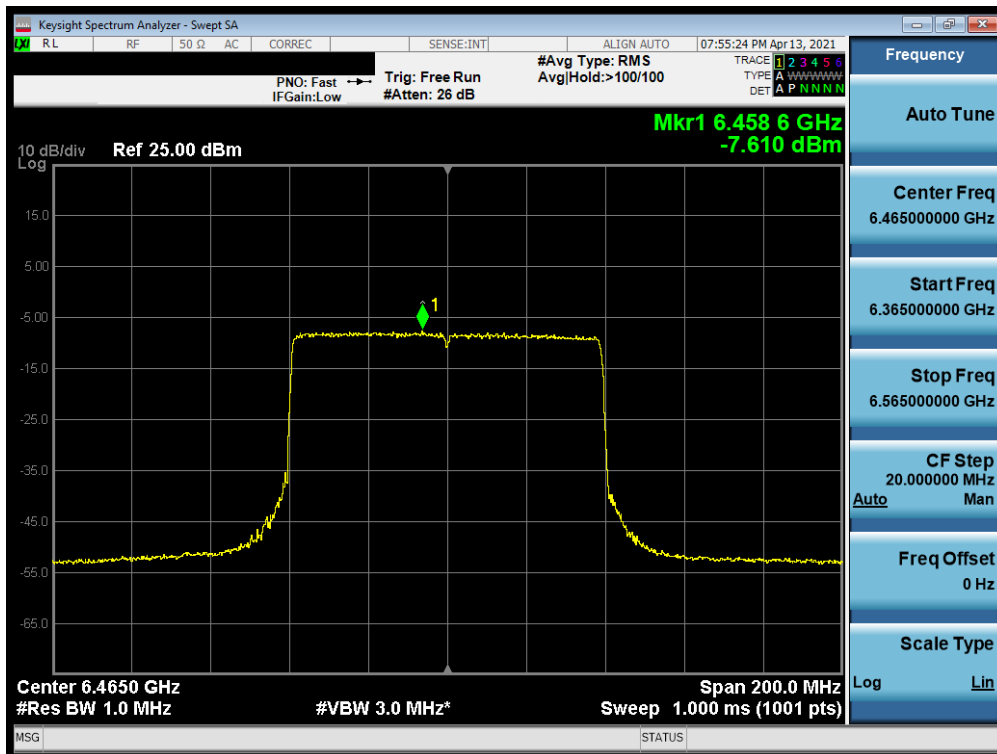 Keysight Spectrum Analyzer - Swept SA
LXI RL RF 50 Ω AC CORREC SENSE:INT ALIGN AUTO 07:55:24 PM Apr 13, 2021
PNO: Fast
IFGain:Low
Trig: Free Run
#Atten: 26 dB
#Avg Type: RMS
Avg|Hold:>100/100
TRACE 1 2 3 4 5 6
TYPE A WWWWW
DET A P N N N N
Mkr1 6.458 6 GHz
-7.610 dBm
10 dB/div Ref 25.00 dBm
Log
15.0
5.00
1
-5.00
-15.0
-25.0
-35.0
-45.0
-55.0
-65.0
Center 6.4650 GHz Span 200.0 MHz
#Res BW 1.0 MHz #VBW 3.0 MHz* Sweep 1.000 ms (1001 pts)
MSG STATUS
Frequency
Auto Tune
Center Freq
6.465000000 GHz
Start Freq
6.365000000 GHz
Stop Freq
6.565000000 GHz
CF Step
20.000000 MHz
Auto Man
Freq Offset
0 Hz
Scale Type
Log Lin